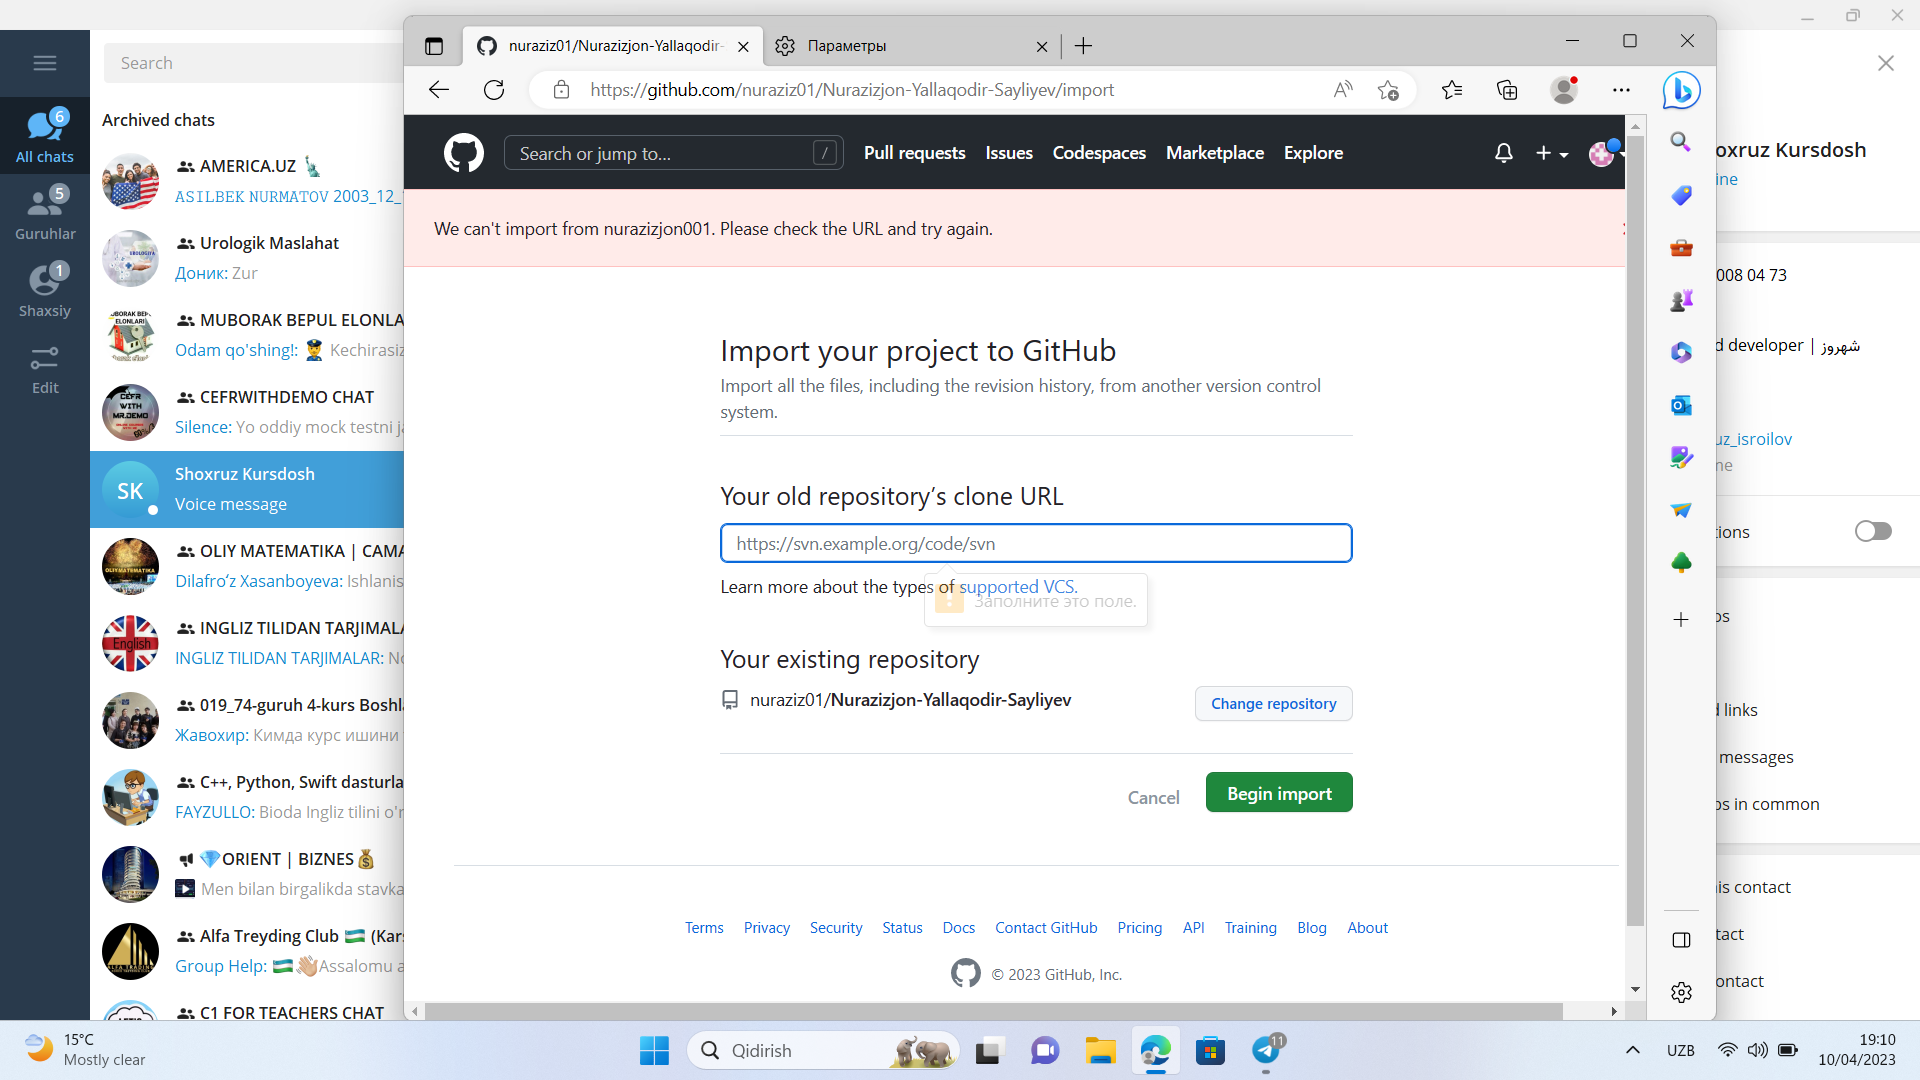 Search
6
All chats
5
Guruhlar
1
Shaxsiy
Edit
Archived chats
AMERICA.UZ
ASILBEK NURMATOV 2003_12_
Urologik Maslahat
Доник: Zur
MUBORAK BEPUL ELONLA
Odam qo'shing!: Kechirasiz
CEFRWITHDEMO CHAT
Silence: Yo oddiy mock testni j
SK
Shoxruz Kursdosh
Voice message
OLIY MATEMATIKA | CAMA
Dilafro‘z Xasanboyeva: Ishlanis
INGLIZ TILIDAN TARJIMALA
INGLIZ TILIDAN TARJIMALAR: No
English
019_74-guruh 4-kurs Boshla
Жавохир: Кимда курс ишини
C++, Python, Swift dasturla
FAYZULLO: Bioda Ingliz tilini o'r
ORIENT | BIZNES
Men bilan birgalikda stavka
Alfa Treyding Club (Kars
Group Help: Assalomu a
C1 FOR TEACHERS CHAT
nuraziz01/Nurazizjon-Yallaqodir-
Параметры
https://github.com/nuraziz01/Nurazizjon-Yallaqodir-Sayliyev/import
Search or jump to...
/
Pull requests
Issues
Codespaces
Marketplace
Explore
We can't import from nurazizjon001. Please check the URL and try again.
Import your project to GitHub
Import all the files, including the revision history, from another version control
system.
Your old repository’s clone URL
https://svn.example.org/code/svn
Learn more about the types of supported VCS.
Заполните это поле.
Your existing repository
nuraziz01/Nurazizjon-Yallaqodir-Sayliyev
Change repository
Cancel
Begin import
Terms
Privacy
Security
Status
Docs
Contact GitHub
Pricing
API
Training
Blog
About
© 2023 GitHub, Inc.
oxruz Kursdosh
ine
008 04 73
d developer | شهروز
uz_isroilov
me
tions
os
d links
messages
ps in common
is contact
tact
ontact
15°C
Mostly clear
Qidirish
11
UZB
19:10
10/04/2023